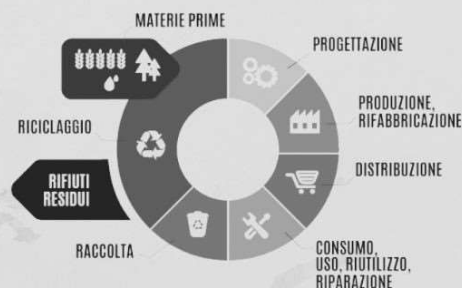 MATERIE PRIME
PROGETTAZIONE
PRODUZIONE,
RIFABBRICAZIONE
DISTRIBUZIONE
CONSUMO,
USO, RIUTILIZZO,
RIPARAZIONE
RACCOLTA
RIFIUTI
RESIDUI
RICICLAGGIO